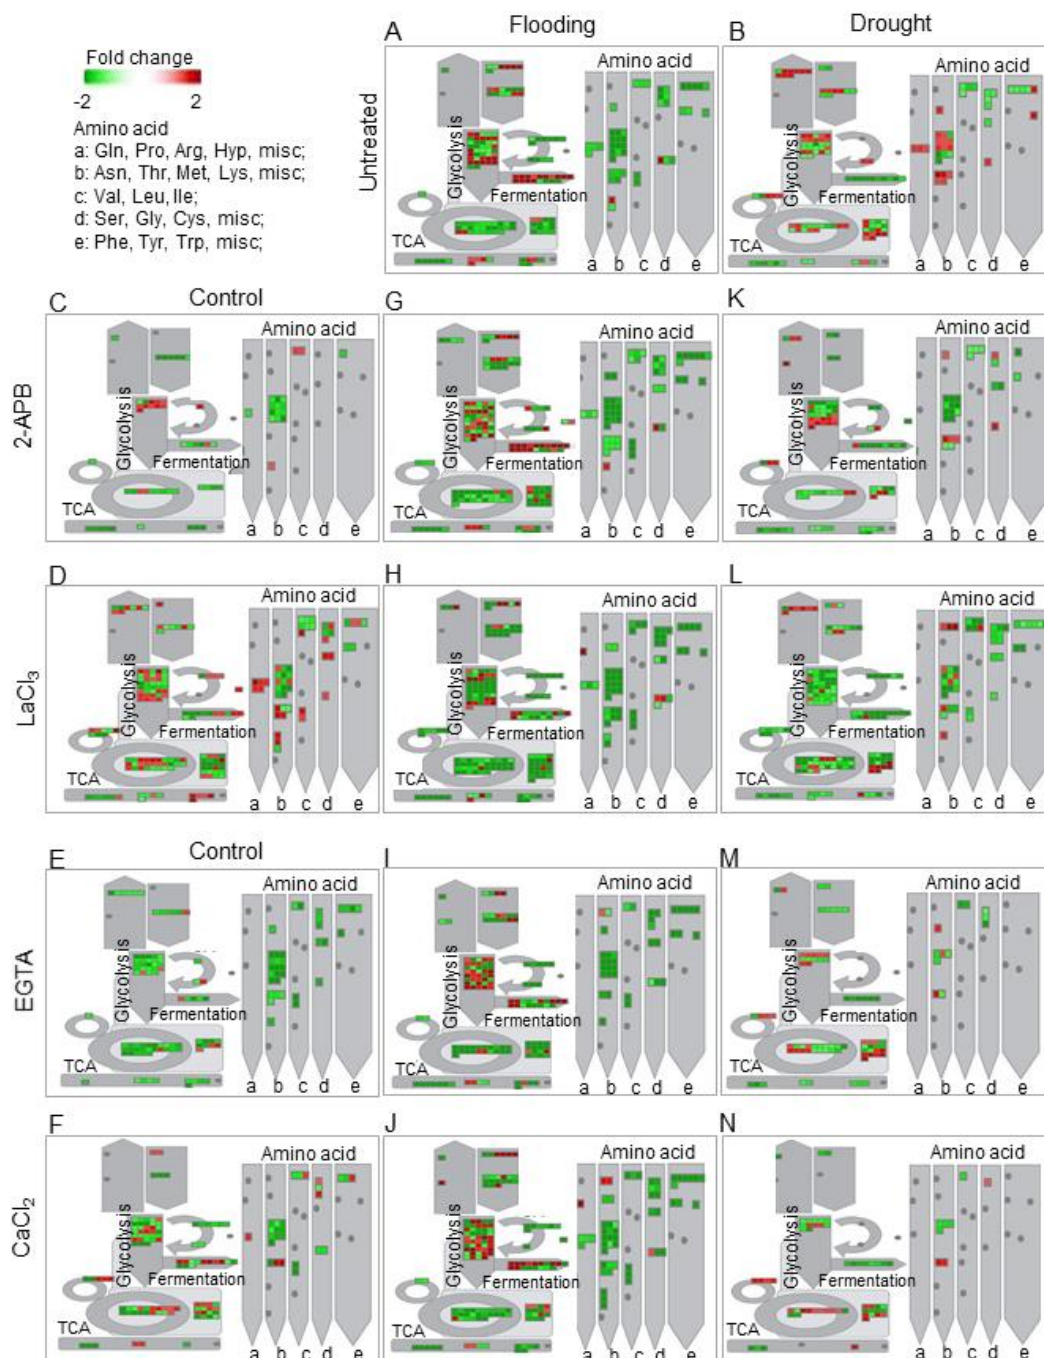 A Flooding B Drought
Fold change
-2 2
Amino acid
a: Gln, Pro, Arg, Hyp, misc;
b: Asn, Thr, Met, Lys, misc;
c: Val, Leu, Ile;
d: Ser, Gly, Cys, misc;
e: Phe, Tyr, Trp, misc;
Untreated
Amino acid
Glycolysis
Fermentation
TCA
a b c d e
Amino acid
Glycolysis
Fermentation
TCA
a b c d e
C Control G K
2-APB
Amino acid
Glycolysis
Fermentation
TCA
a b c d e
Amino acid
Glycolysis
Fermentation
TCA
a b c d e
Amino acid
Glycolysis
Fermentation
TCA
a b c d e
D H L
LaCl3
Amino acid
Glycolysis
Fermentation
TCA
a b c d e
Amino acid
Glycolysis
Fermentation
TCA
a b c d e
Amino acid
Glycolysis
Fermentation
TCA
a b c d e
E Control I M
EGTA
Amino acid
Glycolysis
Fermentation
TCA
a b c d e
Amino acid
Glycolysis
Fermentation
TCA
a b c d e
Amino acid
Glycolysis
Fermentation
TCA
a b c d e
F J N
CaCl2
Amino acid
Glycolysis
Fermentation
TCA
a b c d e
Amino acid
Glycolysis
Fermentation
TCA
a b c d e
Amino acid
Glycolysis
Fermentation
TCA
a b c d e